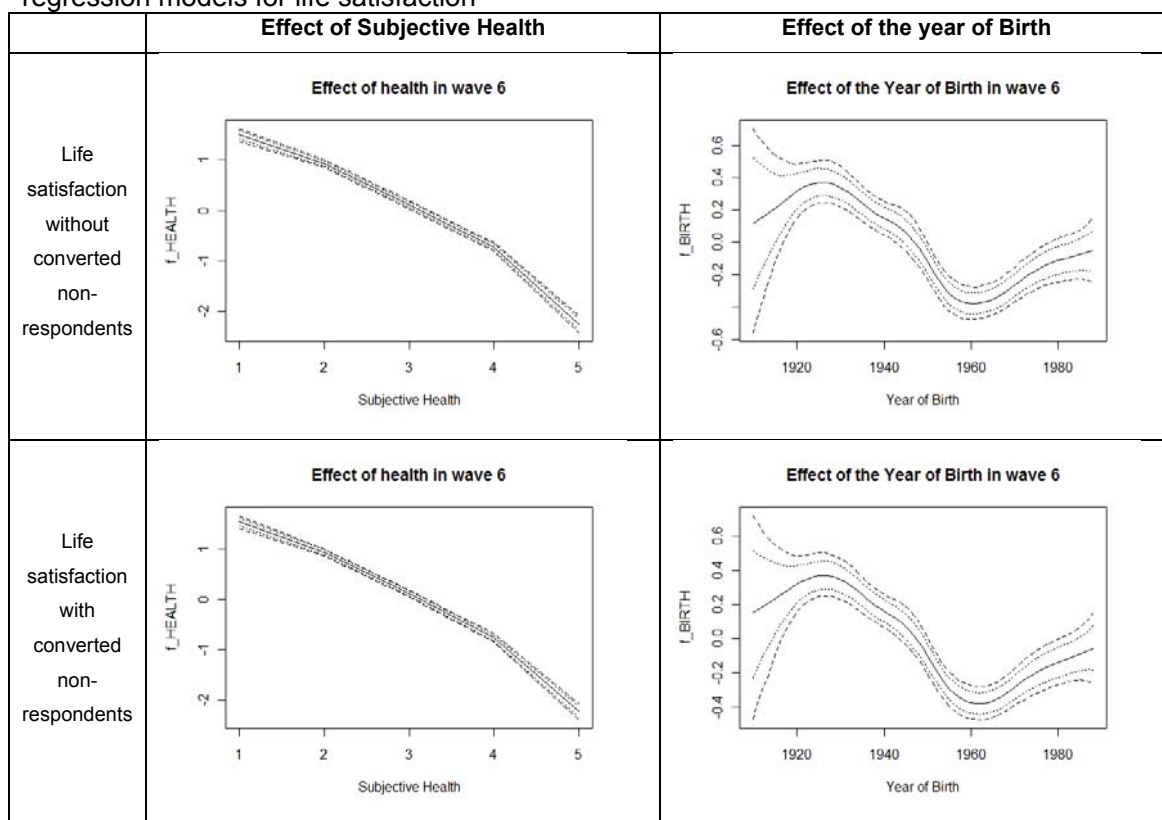 regression models for life satisfaction
Effect of Subjective Health
Effect of the year of Birth
Life
satisfaction
without
converted
non-
respondents
Effect of health in wave 6
f_HEALTH
1
0
-1
-2
1 2 3 4 5
Subjective Health
Effect of the Year of Birth in wave 6
f_BIRTH
0.6
0.4
0.2
0.0
-0.2
-0.6
1920 1940 1960 1980
Year of Birth
Life
satisfaction
with
converted
non-
respondents
Effect of health in wave 6
f_HEALTH
1
0
-1
-2
1 2 3 4 5
Subjective Health
Effect of the Year of Birth in wave 6
f_BIRTH
0.6
0.4
0.2
0.0
-0.2
-0.4
1920 1940 1960 1980
Year of Birth